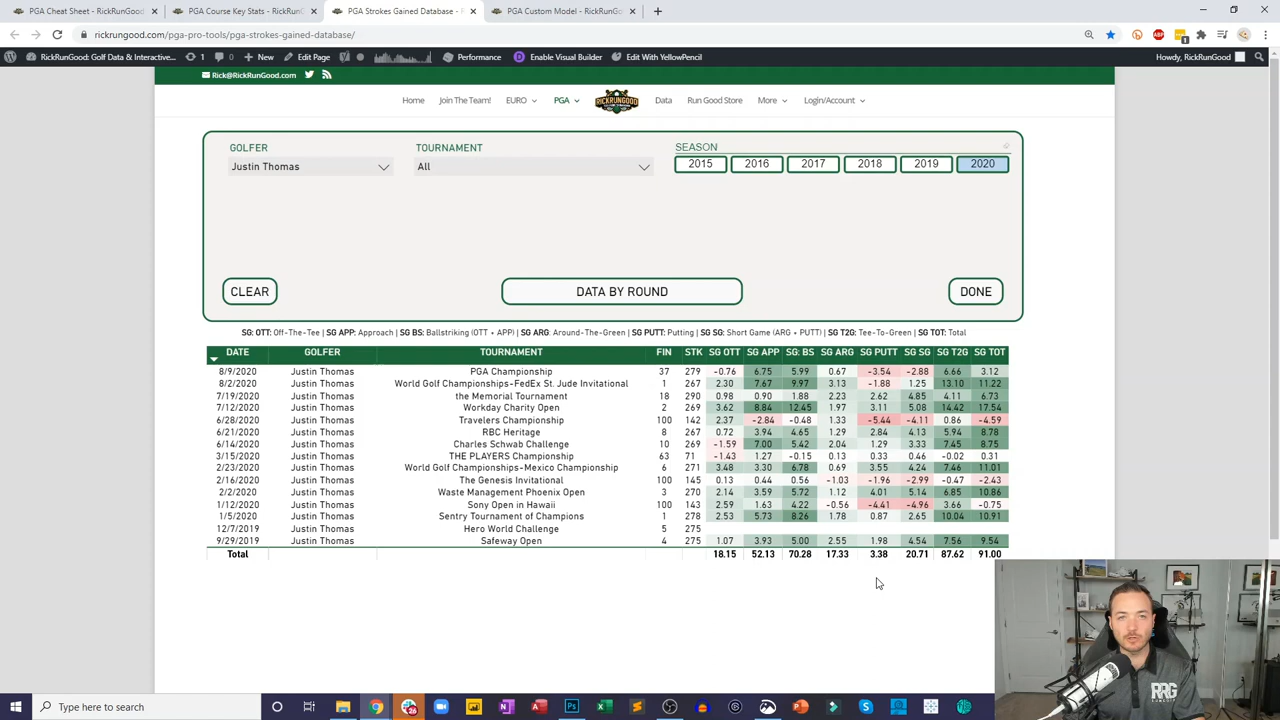 PGA Cheat Sheet - RickRunGood
PGA Course Key Stats - RickRunG
PGA Strokes Gained Database -
PGA Custom Model - RickRunGo
rickrungood.com/pga-pro-tools/pga-strokes-gained-database/
RickRunGood: Golf Data & Interactive... 1 0 New Edit Page Performance Enable Visual Builder Edit With YellowPencil Howdy, RickRunGood
Rick@RickRunGood.com
Home Join The Team! EURO PGA RICKRUNGOOD Data Run Good Store More Login/Account
GOLFER TOURNAMENT SEASON
Justin Thomas All 2015 2016 2017 2018 2019 2020
CLEAR DATA BY ROUND DONE
SG: OTT: Off-The-Tee | SG APP: Approach | SG BS: Ballstriking (OTT + APP) | SG ARG: Around-The-Green | SG PUTT: Putting | SG SG: Short Game (ARG + PUTT) | SG T2G: Tee-To-Green | SG TOT: Total
DATE GOLFER TOURNAMENT FIN STK SG OTT SG APP SG: BS SG ARG SG PUTT SG SG SG T2G SG TOT
8/9/2020 Justin Thomas PGA Championship 37 279 -0.76 6.75 5.99 0.67 -3.54 -2.88 6.66 3.12
8/2/2020 Justin Thomas World Golf Championships-FedEx St. Jude Invitational 1 267 2.30 7.67 9.97 3.13 -1.88 1.25 13.10 11.22
7/19/2020 Justin Thomas the Memorial Tournament 18 290 0.98 0.90 1.88 2.23 2.62 4.85 4.11 6.73
7/12/2020 Justin Thomas Workday Charity Open 2 269 3.62 8.84 12.45 1.97 3.11 5.08 14.42 17.54
6/28/2020 Justin Thomas Travelers Championship 100 142 2.37 -2.84 -0.48 1.33 -5.44 -4.11 0.86 -4.59
6/21/2020 Justin Thomas RBC Heritage 8 267 0.72 3.94 4.65 1.29 2.84 4.13 5.94 8.78
6/14/2020 Justin Thomas Charles Schwab Challenge 10 269 -1.59 7.00 5.42 2.04 1.29 3.33 7.45 8.75
3/15/2020 Justin Thomas THE PLAYERS Championship 63 71 -1.43 1.27 -0.15 0.13 0.33 0.46 -0.02 0.31
2/23/2020 Justin Thomas World Golf Championships-Mexico Championship 6 271 3.48 3.30 6.78 0.69 3.55 4.24 7.46 11.01
2/16/2020 Justin Thomas The Genesis Invitational 100 145 0.13 0.44 0.56 -1.03 -1.96 -2.99 -0.47 -2.43
2/2/2020 Justin Thomas Waste Management Phoenix Open 3 270 2.14 3.59 5.72 1.12 4.01 5.14 6.85 10.86
1/12/2020 Justin Thomas Sony Open in Hawaii 100 143 2.59 1.63 4.22 -0.56 -4.41 -4.96 3.66 -0.75
1/5/2020 Justin Thomas Sentry Tournament of Champions 1 278 2.53 5.73 8.26 1.78 0.87 2.65 10.04 10.91
12/7/2019 Justin Thomas Hero World Challenge 5 275
9/29/2019 Justin Thomas Safeway Open 4 275 1.07 3.93 5.00 2.55 1.98 4.54 7.56 9.54
Total 18.15 52.13 70.28 17.33 3.38 20.71 87.62 91.00
RRG
Type here to search
26